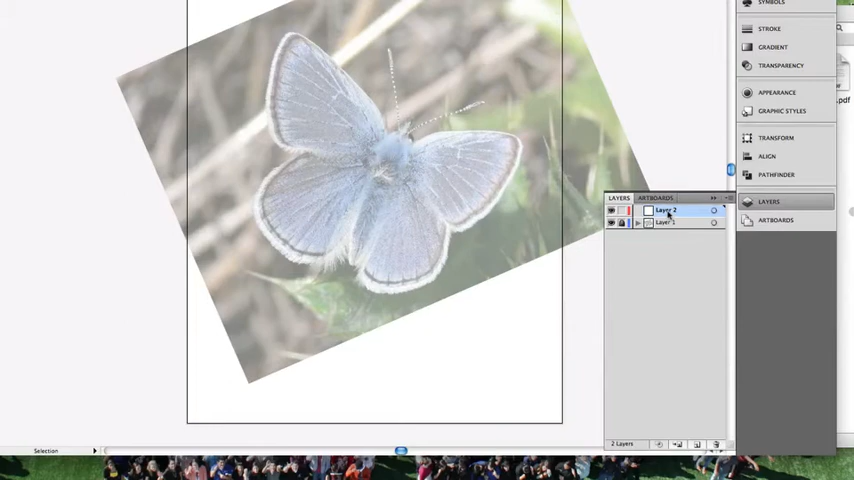 SYMBOLS
STROKE
GRADIENT
TRANSPARENCY
.pdf
APPEARANCE
GRAPHIC STYLES
TRANSFORM
ALIGN
PATHFINDER
LAYERS ARTBOARDS
LAYERS
Layer 2
Layer 1
ARTBOARDS
2 Layers
Selection